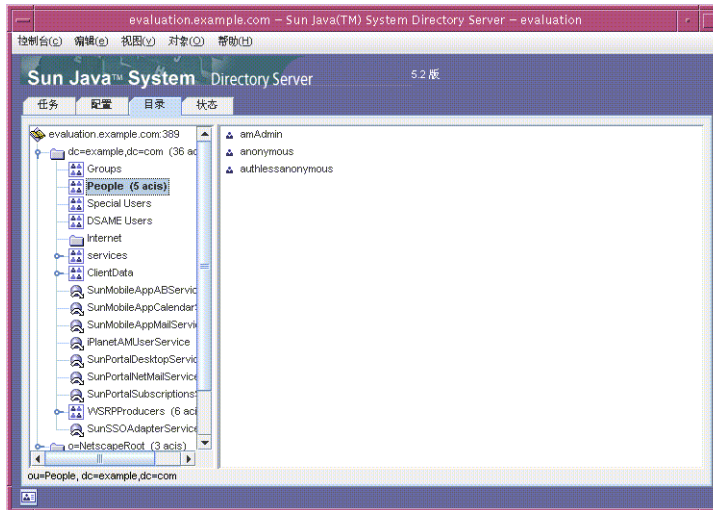 evaluation.example.com – Sun Java(TM) System Directory Server – evaluation
控制台(C) 编辑(e) 视图(V) 对象(O) 帮助(H)
Sun Java™ System Directory Server 5.2 版
任务 配置 目录 状态
evaluation.example.com:389
dc=example,dc=com (36 ac
Groups
People (5 acis)
Special Users
DSAME Users
Internet
services
ClientData
SunMobileAppABServic
SunMobileAppCalendar
SunMobileAppMailServi
iPlanetAMUserService
SunPortalDesktopServic
SunPortalNetMailService
SunPortalSubscriptions
WSRPProducers (6 aci
SunSSOAdapterService
o=NetscapeRoot (3 acis)
amAdmin
anonymous
authlessanonymous
ou=People, dc=example,dc=com